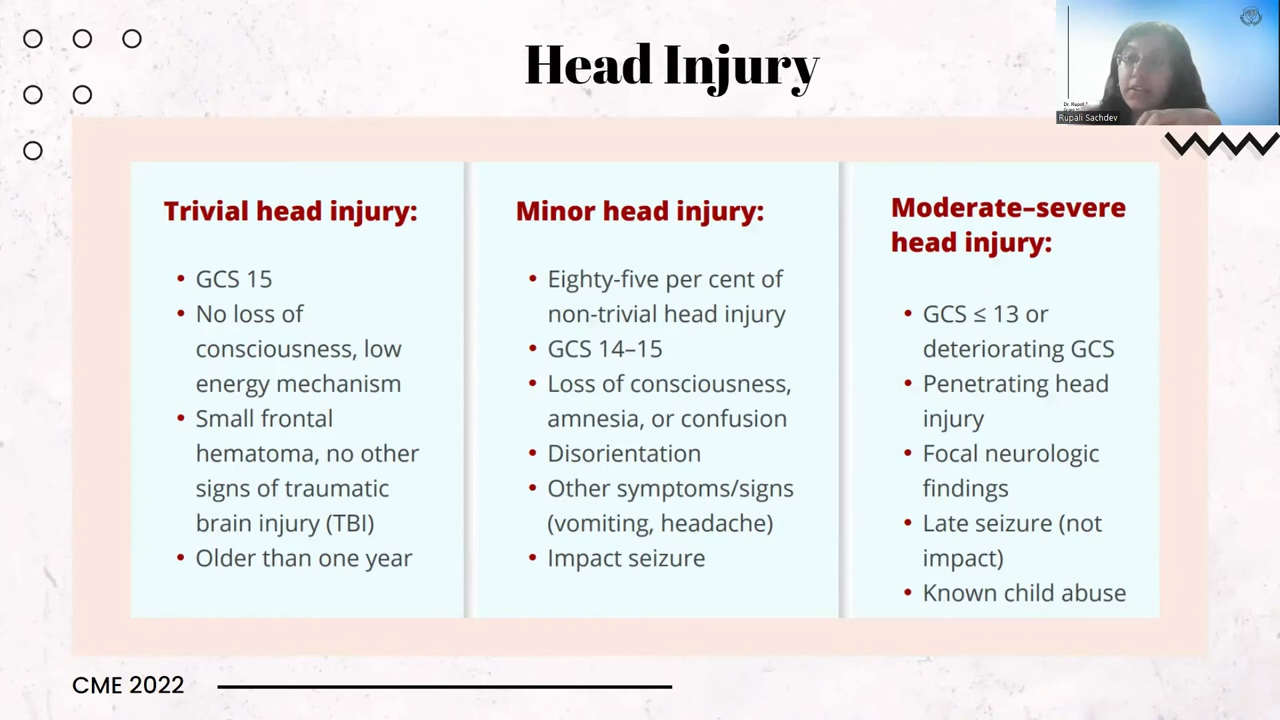 Head Injury
Rupali Sachdev
Trivial head injury:
• GCS 15
• No loss of
consciousness, low
energy mechanism
• Small frontal
hematoma, no other
signs of traumatic
brain injury (TBI)
• Older than one year
Minor head injury:
• Eighty-five per cent of
non-trivial head injury
• GCS 14–15
• Loss of consciousness,
amnesia, or confusion
• Disorientation
• Other symptoms/signs
(vomiting, headache)
• Impact seizure
Moderate–severe
head injury:
• GCS ≤ 13 or
deteriorating GCS
• Penetrating head
injury
• Focal neurologic
findings
• Late seizure (not
impact)
• Known child abuse
CME 2022